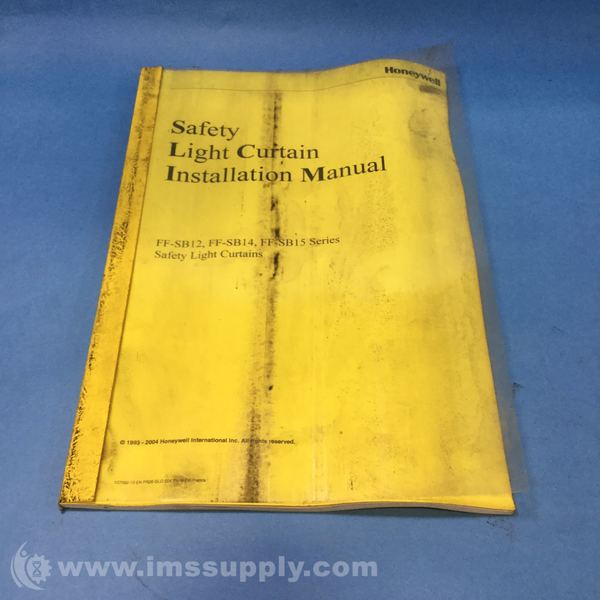 Honeywell
Safety
Light Curtain
Installation Manual
FF-SB12, FF-SB14, FF-SB15 Series
Safety Light Curtains
© 1993 - 2004 Honeywell International Inc. All rights reserved.
www.imssupply.com